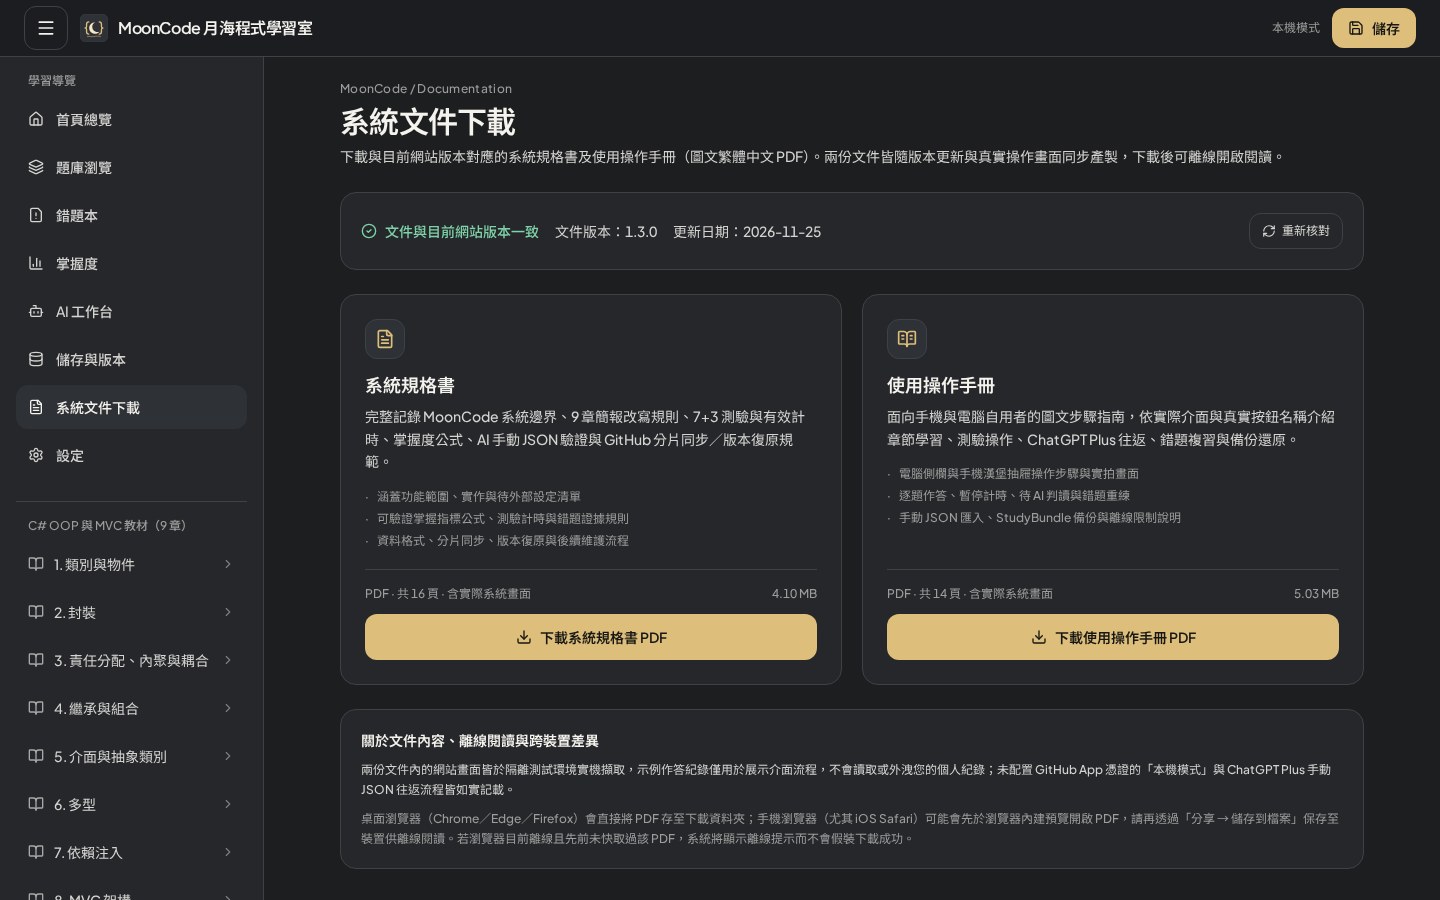 MoonCode 月海程式學習室
本機模式
儲存
學習導覽
首頁總覽
題庫瀏覽
錯題本
掌握度
AI 工作台
儲存與版本
系統文件下載
設定
C# OOP 與 MVC 教材（9 章）
1. 類別與物件
2. 封裝
3. 責任分配、內聚與耦合
4. 繼承與組合
5. 介面與抽象類別
6. 多型
7. 依賴注入
8. MVC 架構
MoonCode / Documentation
系統文件下載
下載與目前網站版本對應的系統規格書及使用操作手冊（圖文繁體中文 PDF）。兩份文件皆隨版本更新與真實操作畫面同步產製，下載後可離線開啟閱讀。
文件與目前網站版本一致 文件版本：1.3.0 更新日期：2026-11-25
重新核對
系統規格書
完整記錄 MoonCode 系統邊界、9 章簡報改寫規則、7+3 測驗與有效計
時、掌握度公式、AI 手動 JSON 驗證與 GitHub 分片同步／版本復原規
範。
· 涵蓋功能範圍、實作與待外部設定清單
· 可驗證掌握指標公式、測驗計時與錯題證據規則
· 資料格式、分片同步、版本復原與後續維護流程
PDF · 共 16 頁 · 含實際系統畫面
4.10 MB
下載系統規格書 PDF
使用操作手冊
面向手機與電腦自用者的圖文步驟指南，依實際介面與真實按鈕名稱介紹
章節學習、測驗操作、ChatGPT Plus 往返、錯題複習與備份還原。
· 電腦側欄與手機漢堡抽屜操作步驟與實拍畫面
· 逐題作答、暫停計時、待 AI 判讀與錯題重練
· 手動 JSON 匯入、StudyBundle 備份與離線限制說明
PDF · 共 14 頁 · 含實際系統畫面
5.03 MB
下載使用操作手冊 PDF
關於文件內容、離線閱讀與跨裝置差異
兩份文件內的網站畫面皆於隔離測試環境實機擷取，示例作答紀錄僅用於展示介面流程，不會讀取或外洩您的個人紀錄；未配置 GitHub App 憑證的「本機模式」與 ChatGPT Plus 手動
JSON 往返流程皆如實記載。
桌面瀏覽器（Chrome／Edge／Firefox）會直接將 PDF 存至下載資料夾；手機瀏覽器（尤其 iOS Safari）可能會先於瀏覽器內建預覽開啟 PDF，請再透過「分享 → 儲存到檔案」保存至
裝置供離線閱讀。若瀏覽器目前離線且先前未快取過該 PDF，系統將顯示離線提示而不會假裝下載成功。